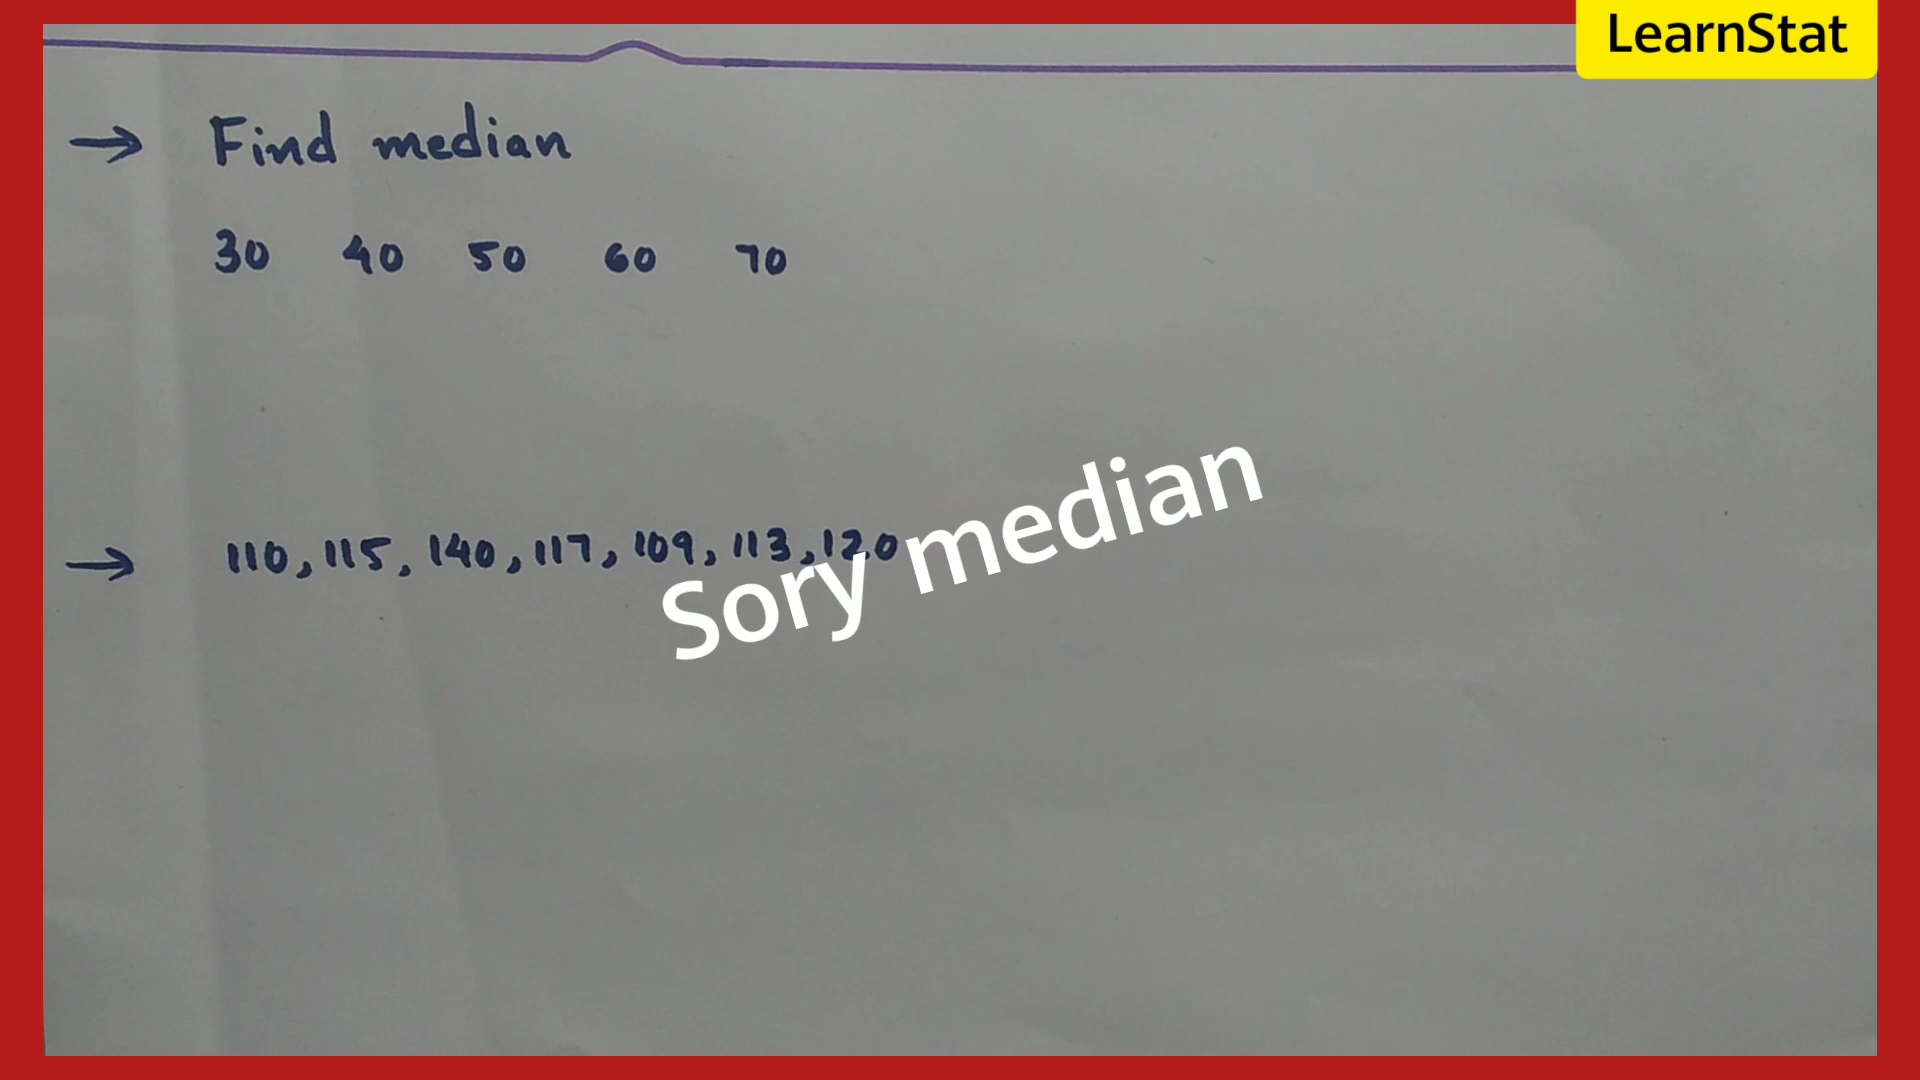 LearnStat
→ Find median
30 40 50 60 70
→ 110, 115, 140, 117, 109, 113, 120
Sory median